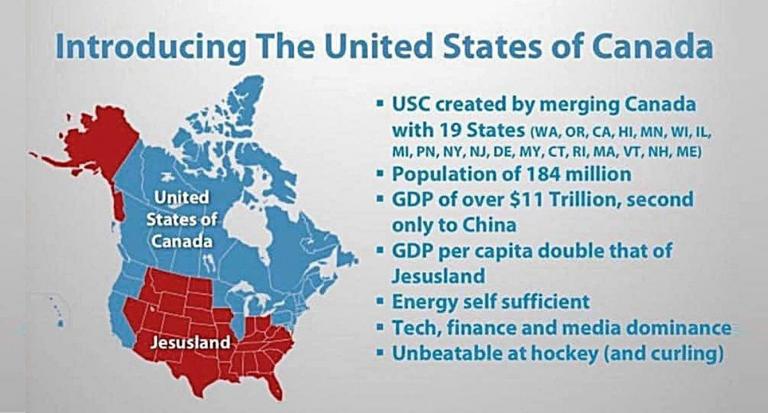 Introducing The United States of Canada
United
States of
Canada
Jesusland
▪ USC created by merging Canada
with 19 States (WA, OR, CA, HI, MN, WI, IL,
MI, PN, NY, NJ, DE, MY, CT, RI, MA, VT, NH, ME)
▪ Population of 184 million
▪ GDP of over $11 Trillion, second
only to China
▪ GDP per capita double that of
Jesusland
▪ Energy self sufficient
▪ Tech, finance and media dominance
▪ Unbeatable at hockey (and curling)